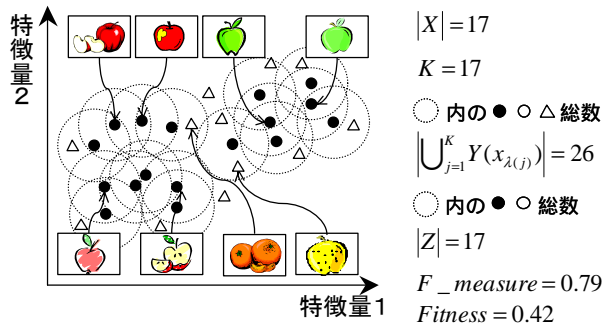 特徴量2
特徴量1
|X| = 17
K = 17
内の ● ○ △ 総数
|⋃_{j=1}^{K} Y(x_{λ(j)})| = 26
内の ● ○ 総数
|Z| = 17
F _ measure = 0.79
Fitness = 0.42